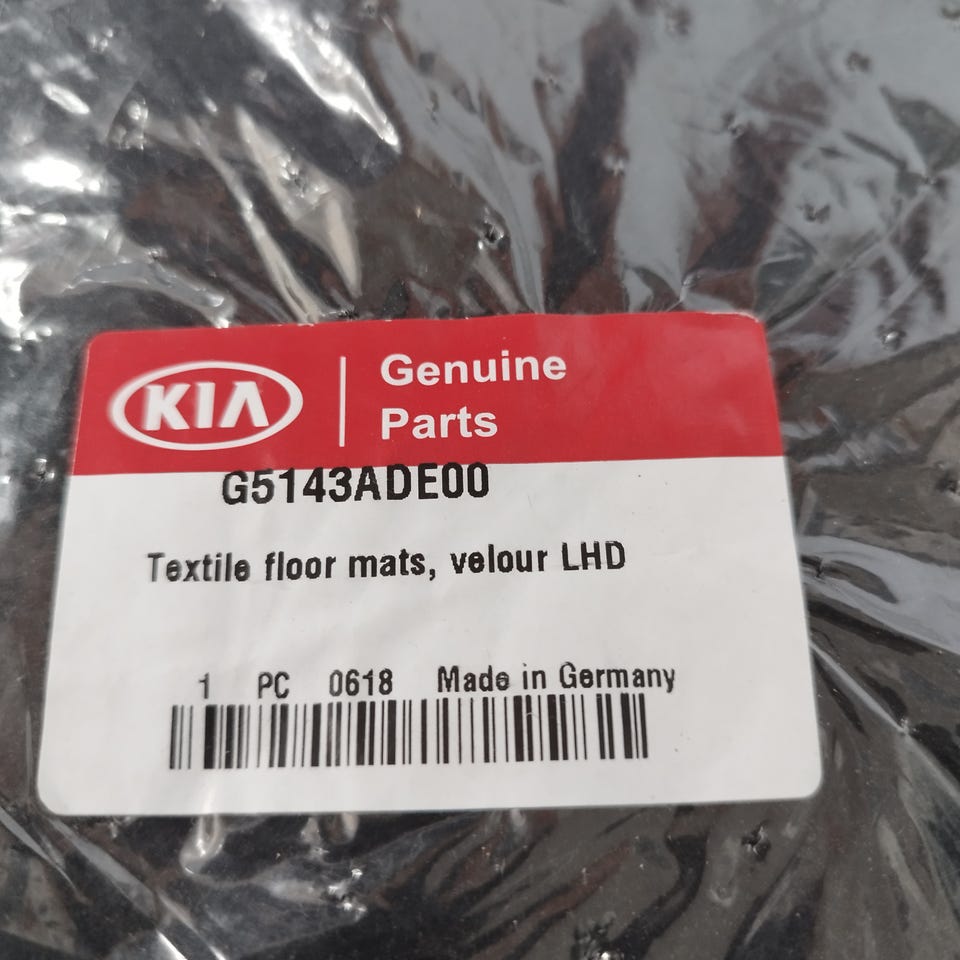 KIA
Genuine
Parts
G5143ADE00
Textile floor mats, velour LHD
1 PC 0618 Made in Germany